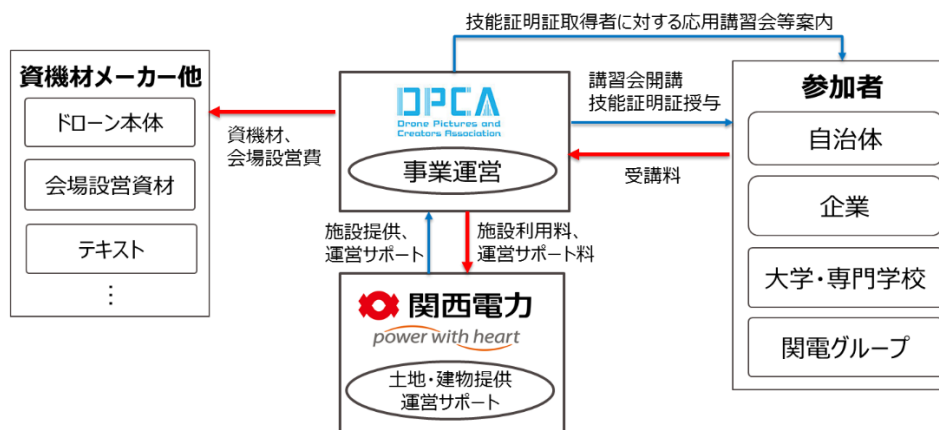 技能証明証取得者に対する応用講習会等案内
資機材メーカー他
ドローン本体
会場設営資材
テキスト
⋮
資機材、
会場設営費
DPCA
Drone Pictures and
Creators Association
事業運営
講習会開講
技能証明証授与
受講料
参加者
自治体
企業
大学・専門学校
関電グループ
施設提供、
運営サポート
施設利用料、
運営サポート料
関西電力
power with heart
土地・建物提供
運営サポート